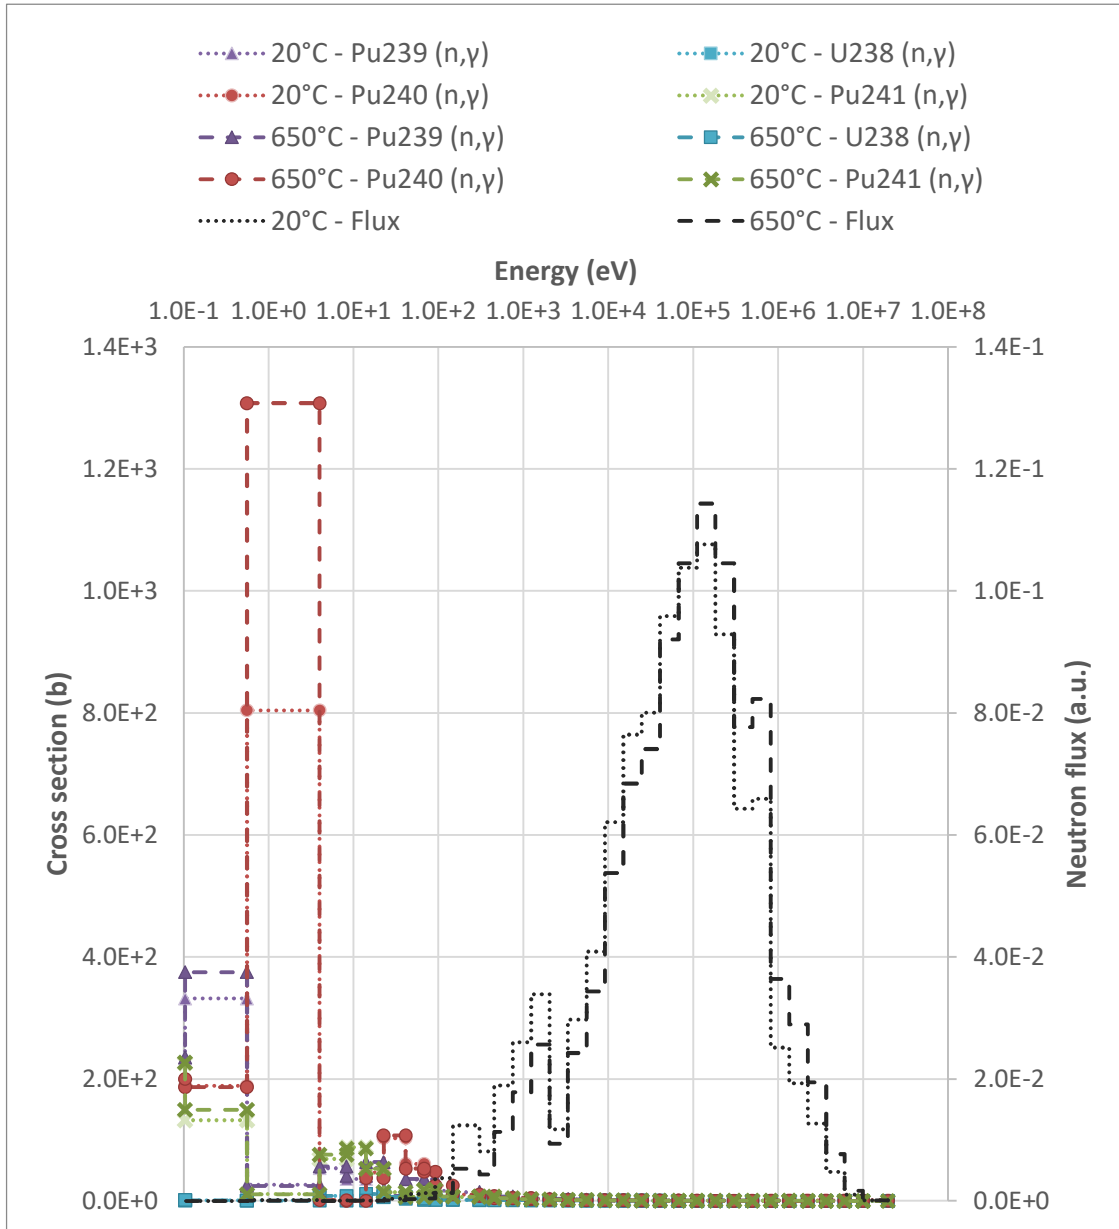 20°C - Pu239 (n,γ) 20°C - U238 (n,γ)
20°C - Pu240 (n,γ) 20°C - Pu241 (n,γ)
650°C - Pu239 (n,γ) 650°C - U238 (n,γ)
650°C - Pu240 (n,γ) 650°C - Pu241 (n,γ)
20°C - Flux 650°C - Flux
Energy (eV)
1.0E-1 1.0E+0 1.0E+1 1.0E+2 1.0E+3 1.0E+4 1.0E+5 1.0E+6 1.0E+7 1.0E+8
1.4E+3 1.4E-1
1.2E+3 1.2E-1
1.0E+3 1.0E-1
8.0E+2 8.0E-2
6.0E+2 6.0E-2
4.0E+2 4.0E-2
2.0E+2 2.0E-2
0.0E+0 0.0E+0
Cross section (b)
Neutron flux (a.u.)